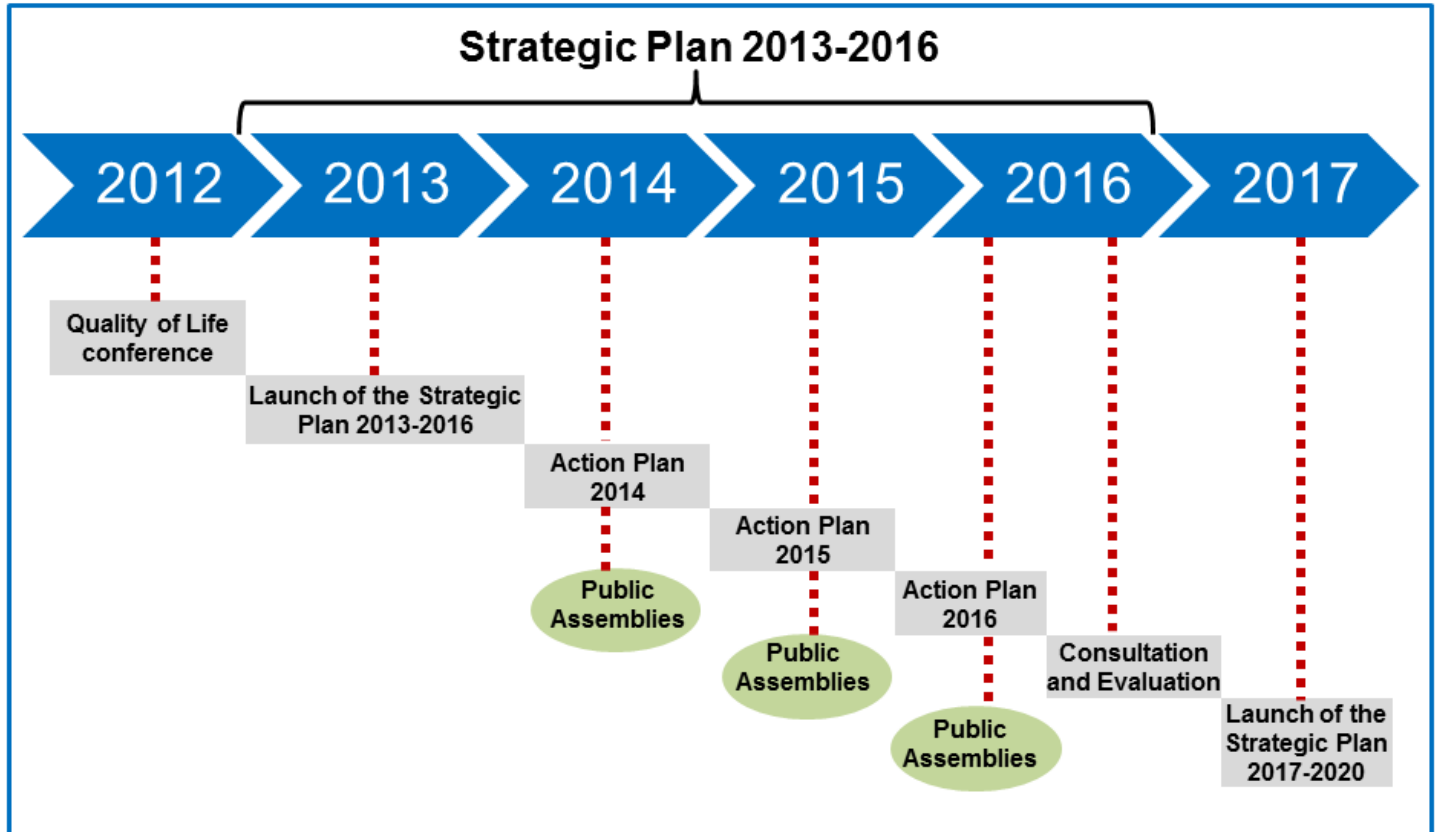 Strategic Plan 2013-2016
2012
2013
2014
2015
2016
2017
Quality of Life
conference
Launch of the Strategic
Plan 2013-2016
Action Plan
2014
Public
Assemblies
Action Plan
2015
Public
Assemblies
Action Plan
2016
Public
Assemblies
Consultation
and Evaluation
Launch of the
Strategic Plan
2017-2020